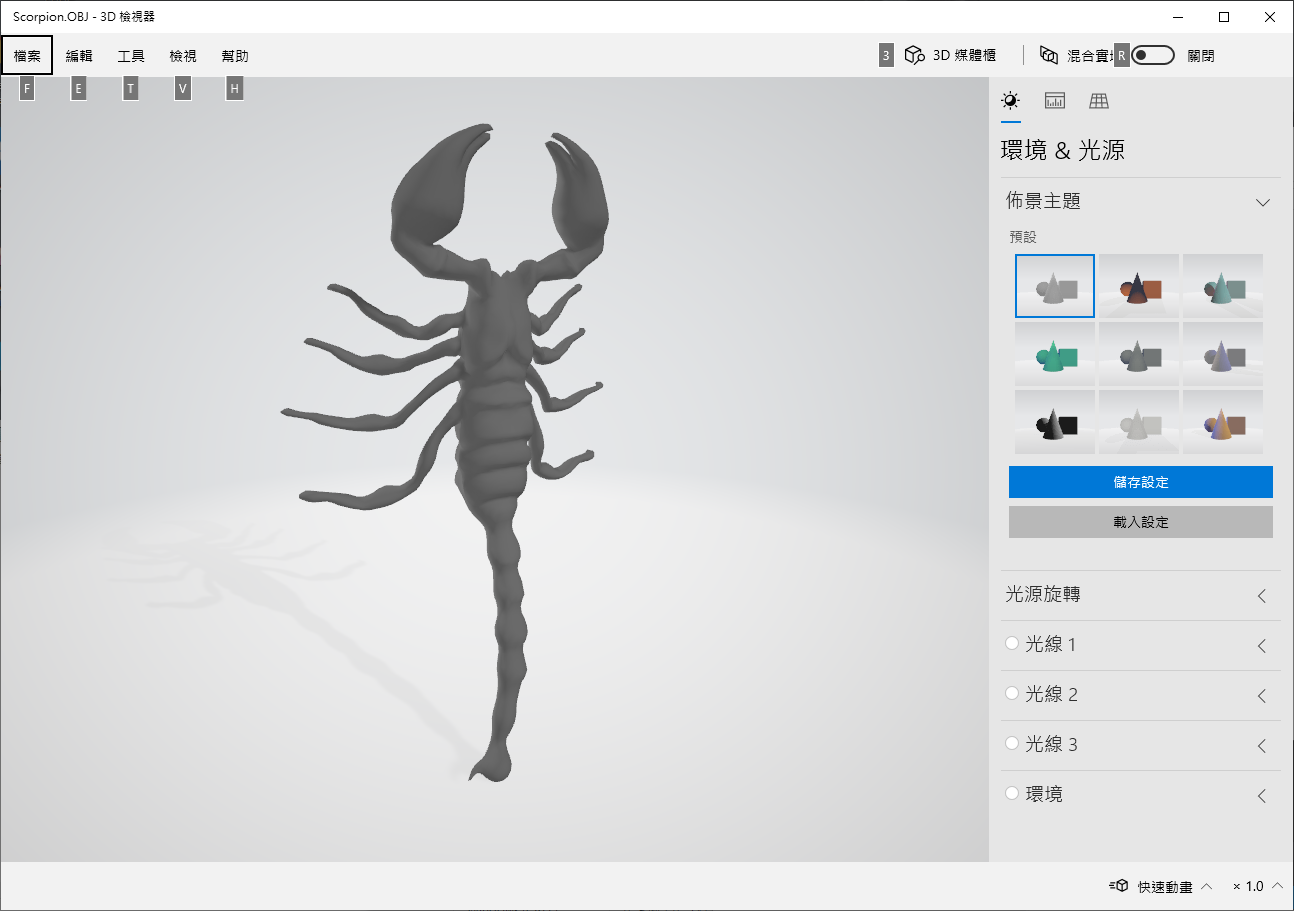 Scorpion.OBJ - 3D 檢視器
檔案 編輯 工具 檢視 幫助 3 3D 媒體櫃 混合實 R 關閉
F E T V H
環境 & 光源
佈景主題
預設
儲存設定
載入設定
光源旋轉
光線 1
光線 2
光線 3
環境
快速動畫 × 1.0